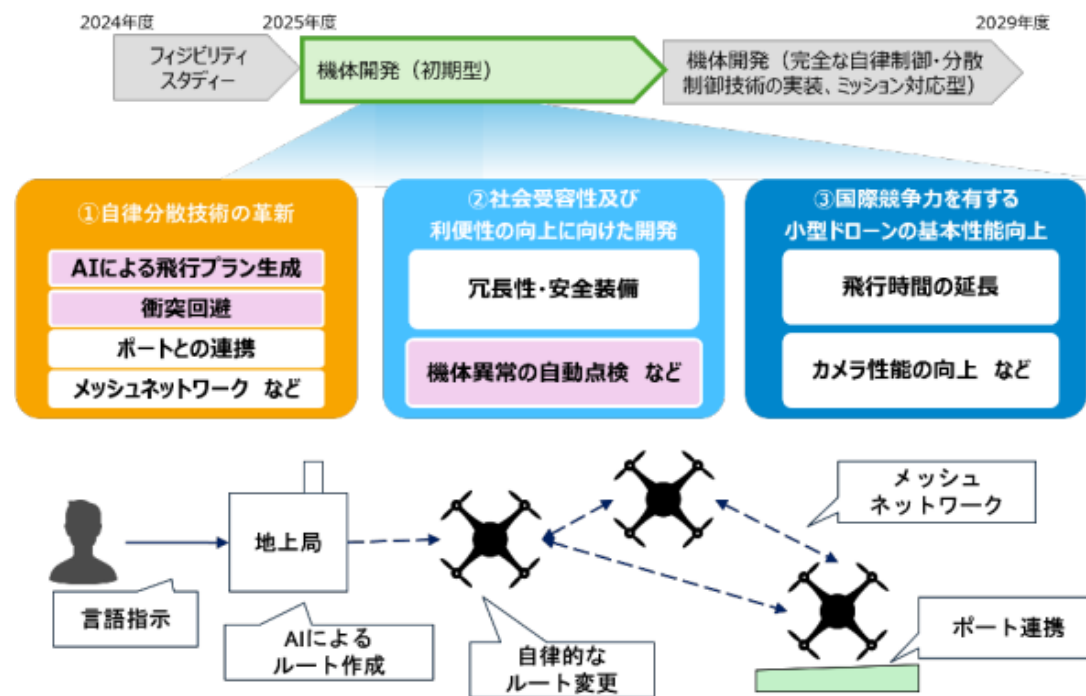 2024年度
2025年度
2029年度
フィジビリティ
スタディー
機体開発（初期型）
機体開発（完全な自律制御・分散
制御技術の実装、ミッション対応型）
①自律分散技術の革新
AIによる飛行プラン生成
衝突回避
ポートとの連携
メッシュネットワーク など
②社会受容性及び
利便性の向上に向けた開発
冗長性・安全装備
機体異常の自動点検 など
③国際競争力を有する
小型ドローンの基本性能向上
飛行時間の延長
カメラ性能の向上 など
メッシュ
ネットワーク
地上局
言語指示
AIによる
ルート作成
自律的な
ルート変更
ポート連携